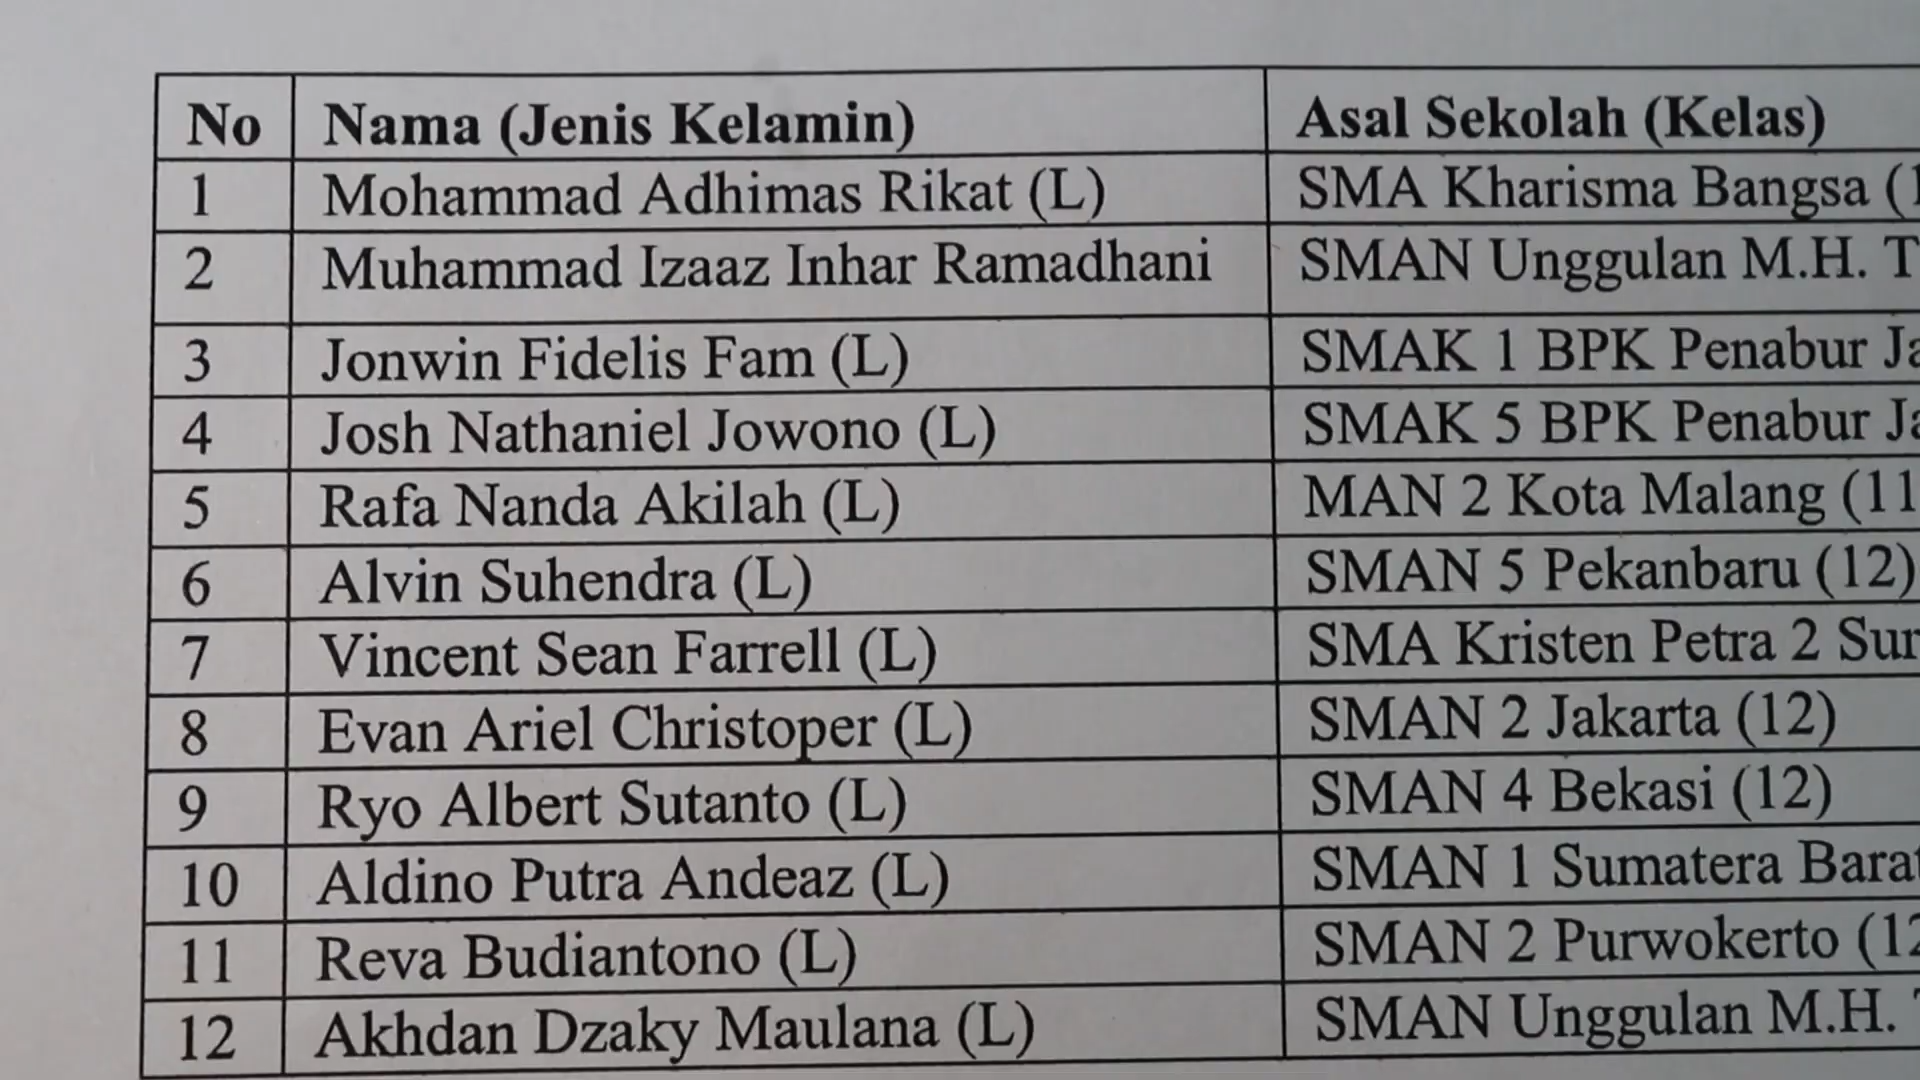 No Nama (Jenis Kelamin) Asal Sekolah (Kelas)
1 Mohammad Adhimas Rikat (L) SMA Kharisma Bangsa
2 Muhammad Izaaz Inhar Ramadhani SMAN Unggulan M.H.
3 Jonwin Fidelis Fam (L) SMAK 1 BPK Penabur
4 Josh Nathaniel Jowono (L) SMAK 5 BPK Penabur
5 Rafa Nanda Akilah (L) MAN 2 Kota Malang (11
6 Alvin Suhendra (L) SMAN 5 Pekanbaru (12)
7 Vincent Sean Farrell (L) SMA Kristen Petra 2
8 Evan Ariel Christoper (L) SMAN 2 Jakarta (12)
9 Ryo Albert Sutanto (L) SMAN 4 Bekasi (12)
10 Aldino Putra Andeaz (L) SMAN 1 Sumatera Barat
11 Reva Budiantono (L) SMAN 2 Purwokerto (12
12 Akhdan Dzaky Maulana (L) SMAN Unggulan M.H.